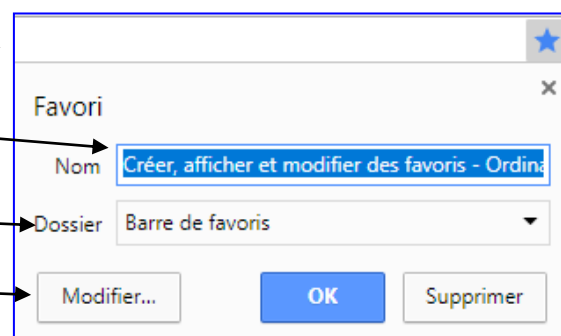 Favori
Nom Créer, afficher et modifier des favoris - Ordina
Dossier Barre de favoris
Modifier... OK Supprimer